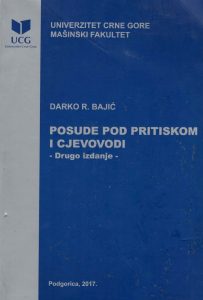 UCG
UNIVERZITET CRNE GORE
MAŠINSKI FAKULTET
DARKO R. BAJIĆ
POSUDE POD PRITISKOM
I CJEVOVODI
- Drugo izdanje -
Podgorica, 2017.